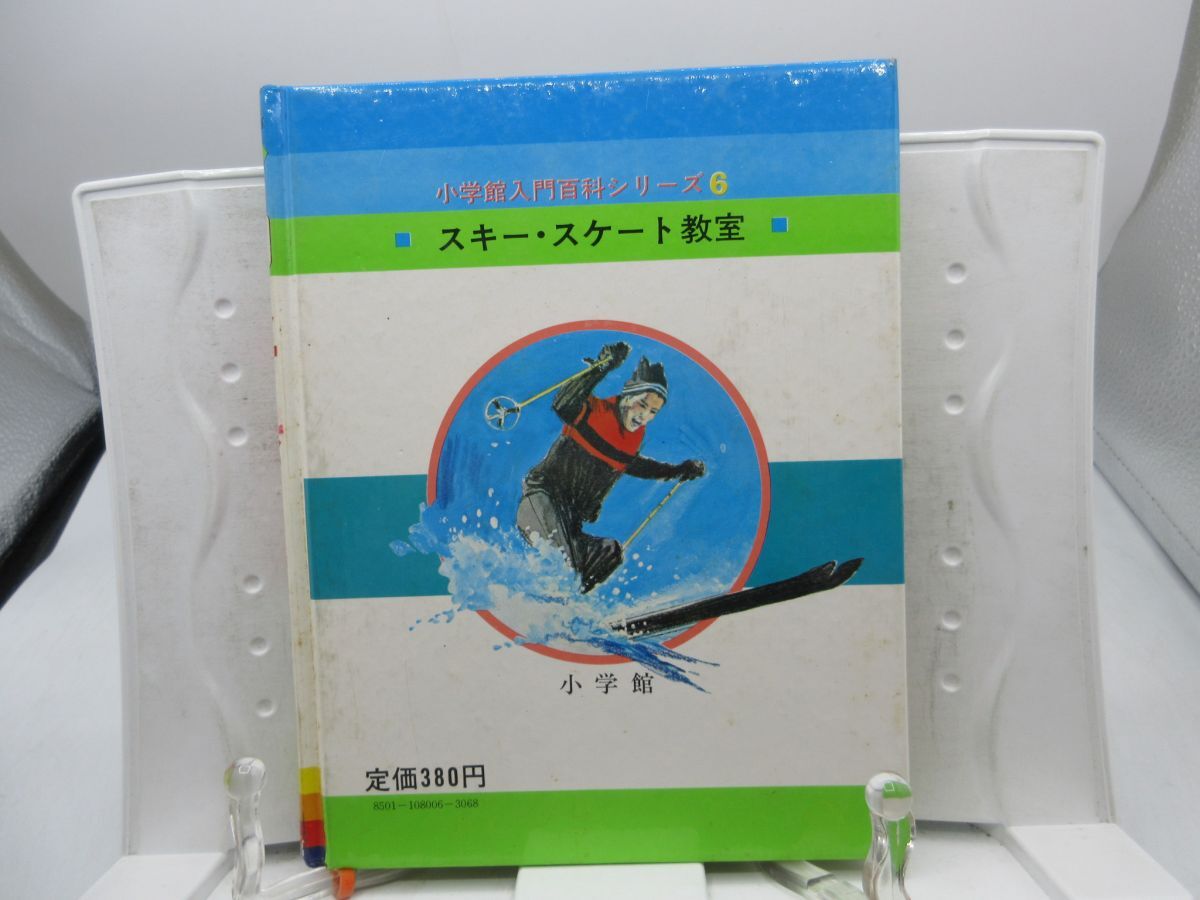 小学館入門百科シリーズ6
スキー・スケート教室
小学館
定価380円
8501-108006-3068